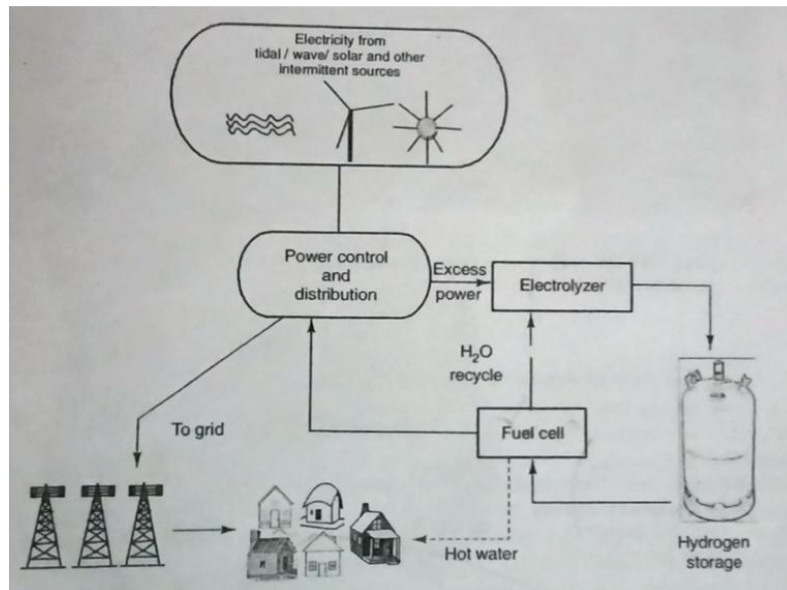 Electricity from
tidal / wave/ solar and other
intermittent sources
Power control
and
distribution
Excess
power
Electrolyzer
H₂O
recycle
To grid
Fuel cell
Hot water
Hydrogen
storage